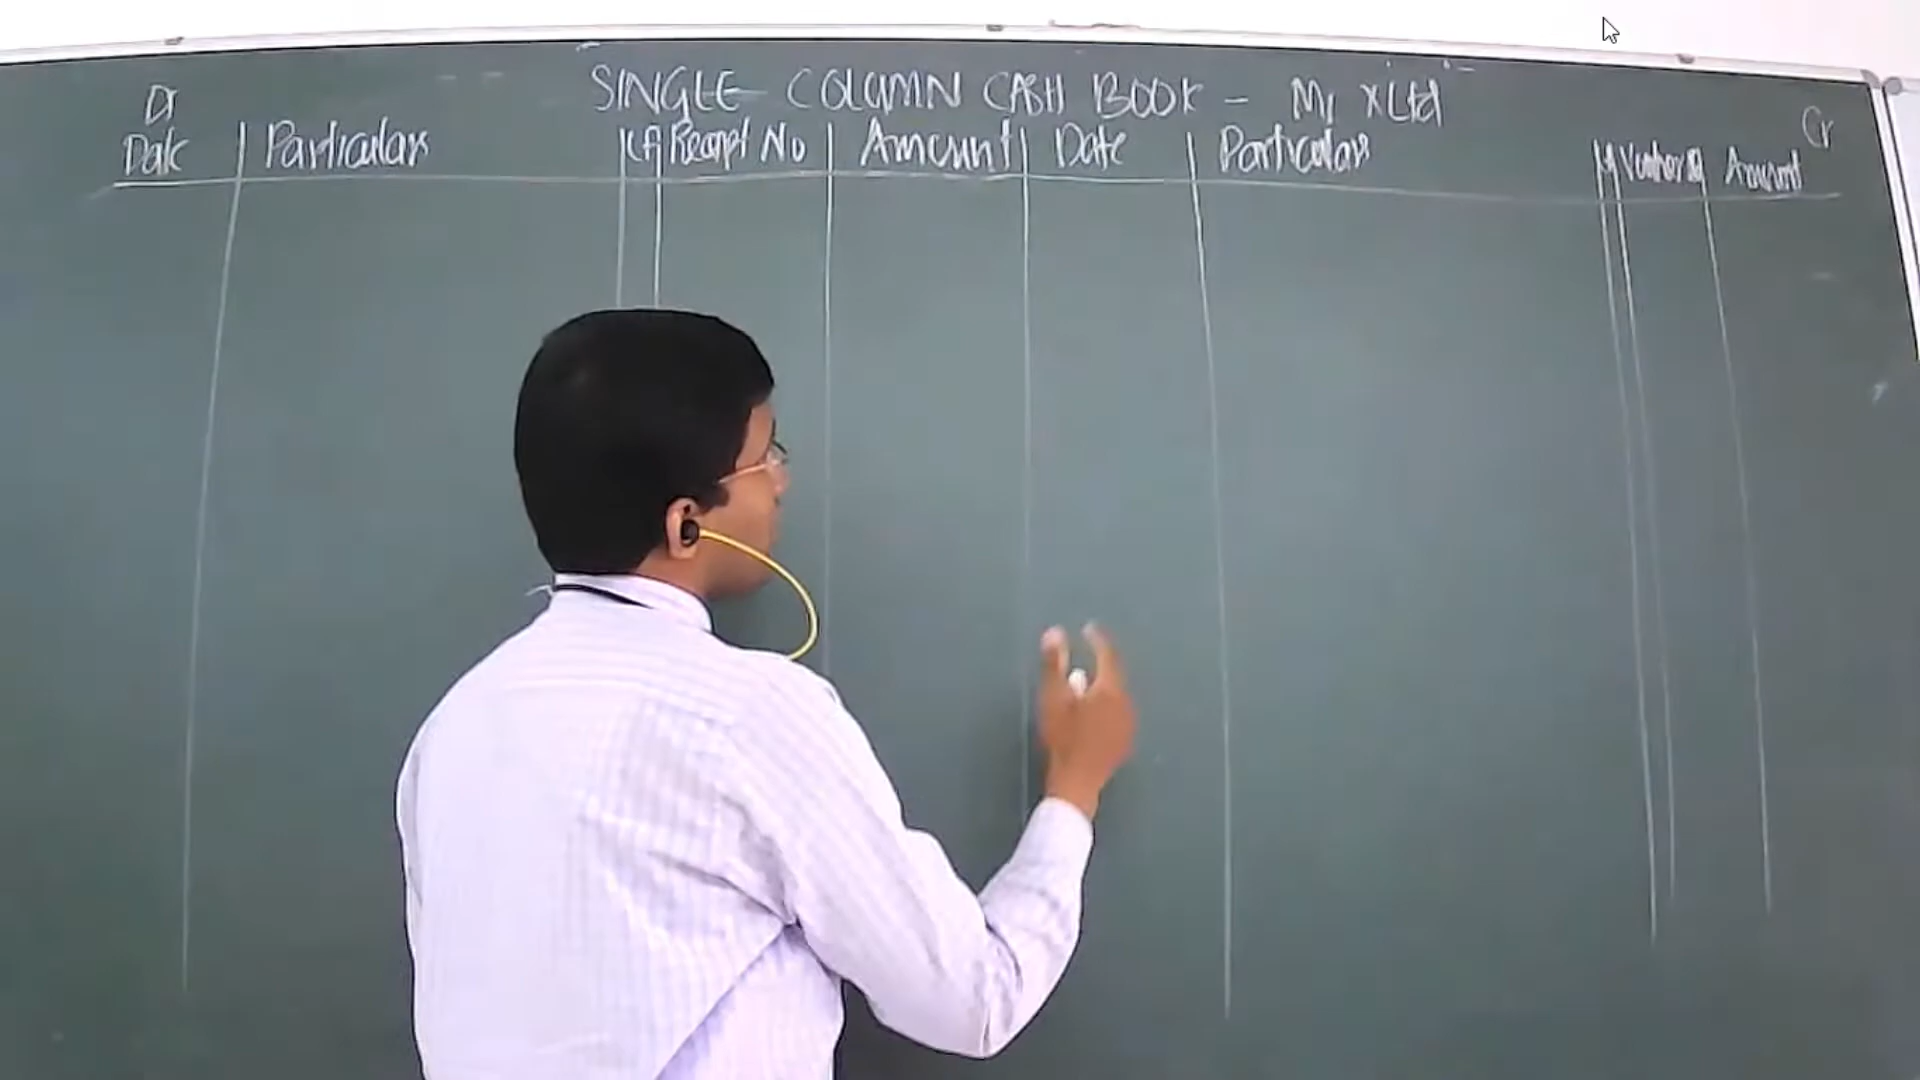 SINGLE COLUMN CASH BOOK - M/s X Ltd
Dr
Cr
Date Particulars LF Receipt No Amount Date Particulars LF Voucher No Amount